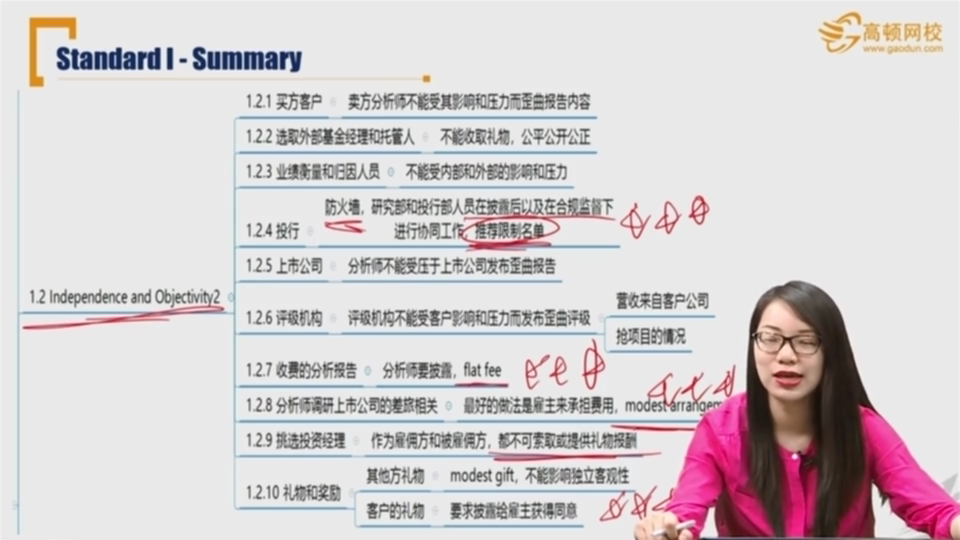 Standard I - Summary
高顿网校
www.gaodun.com
1.2 Independence and Objectivity2
1.2.1 买方客户 卖方分析师不能受其影响和压力而歪曲报告内容
1.2.2 选取外部基金经理和托管人 不能收取礼物，公平公开公正
1.2.3 业绩衡量和归因人员 不能受内部和外部的影响和压力
1.2.4 投行 防火墙，研究部和投行部人员在披露后以及在合规监督下
进行协同工作，推荐限制名单
1.2.5 上市公司 分析师不能受压于上市公司发布歪曲报告
1.2.6 评级机构 评级机构不能受客户影响和压力而发布歪曲评级
营收来自客户公司
抢项目的情况
1.2.7 收费的分析报告 分析师要披露，flat fee
1.2.8 分析师调研上市公司的差旅相关 最好的做法是雇主来承担费用，modest
1.2.9 挑选投资经理 作为雇佣方和被雇佣方，都不可索取或提供礼物报酬
1.2.10 礼物和奖励
其他方礼物 modest gift，不能影响独立客观性
客户的礼物 要求披露给雇主获得同意